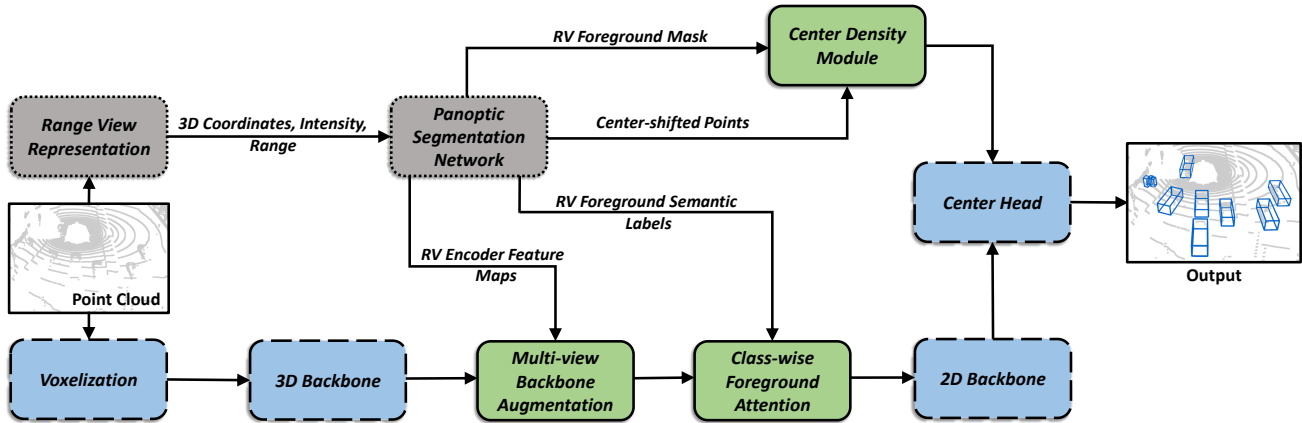 RV Foreground Mask
Center Density
Module
Range View
Representation
3D Coordinates, Intensity,
Range
Panoptic
Segmentation
Network
Center-shifted Points
Center Head
RV Foreground Semantic
Labels
RV Encoder Feature
Maps
Point Cloud
Output
Voxelization
3D Backbone
Multi-view
Backbone
Augmentation
Class-wise
Foreground
Attention
2D Backbone